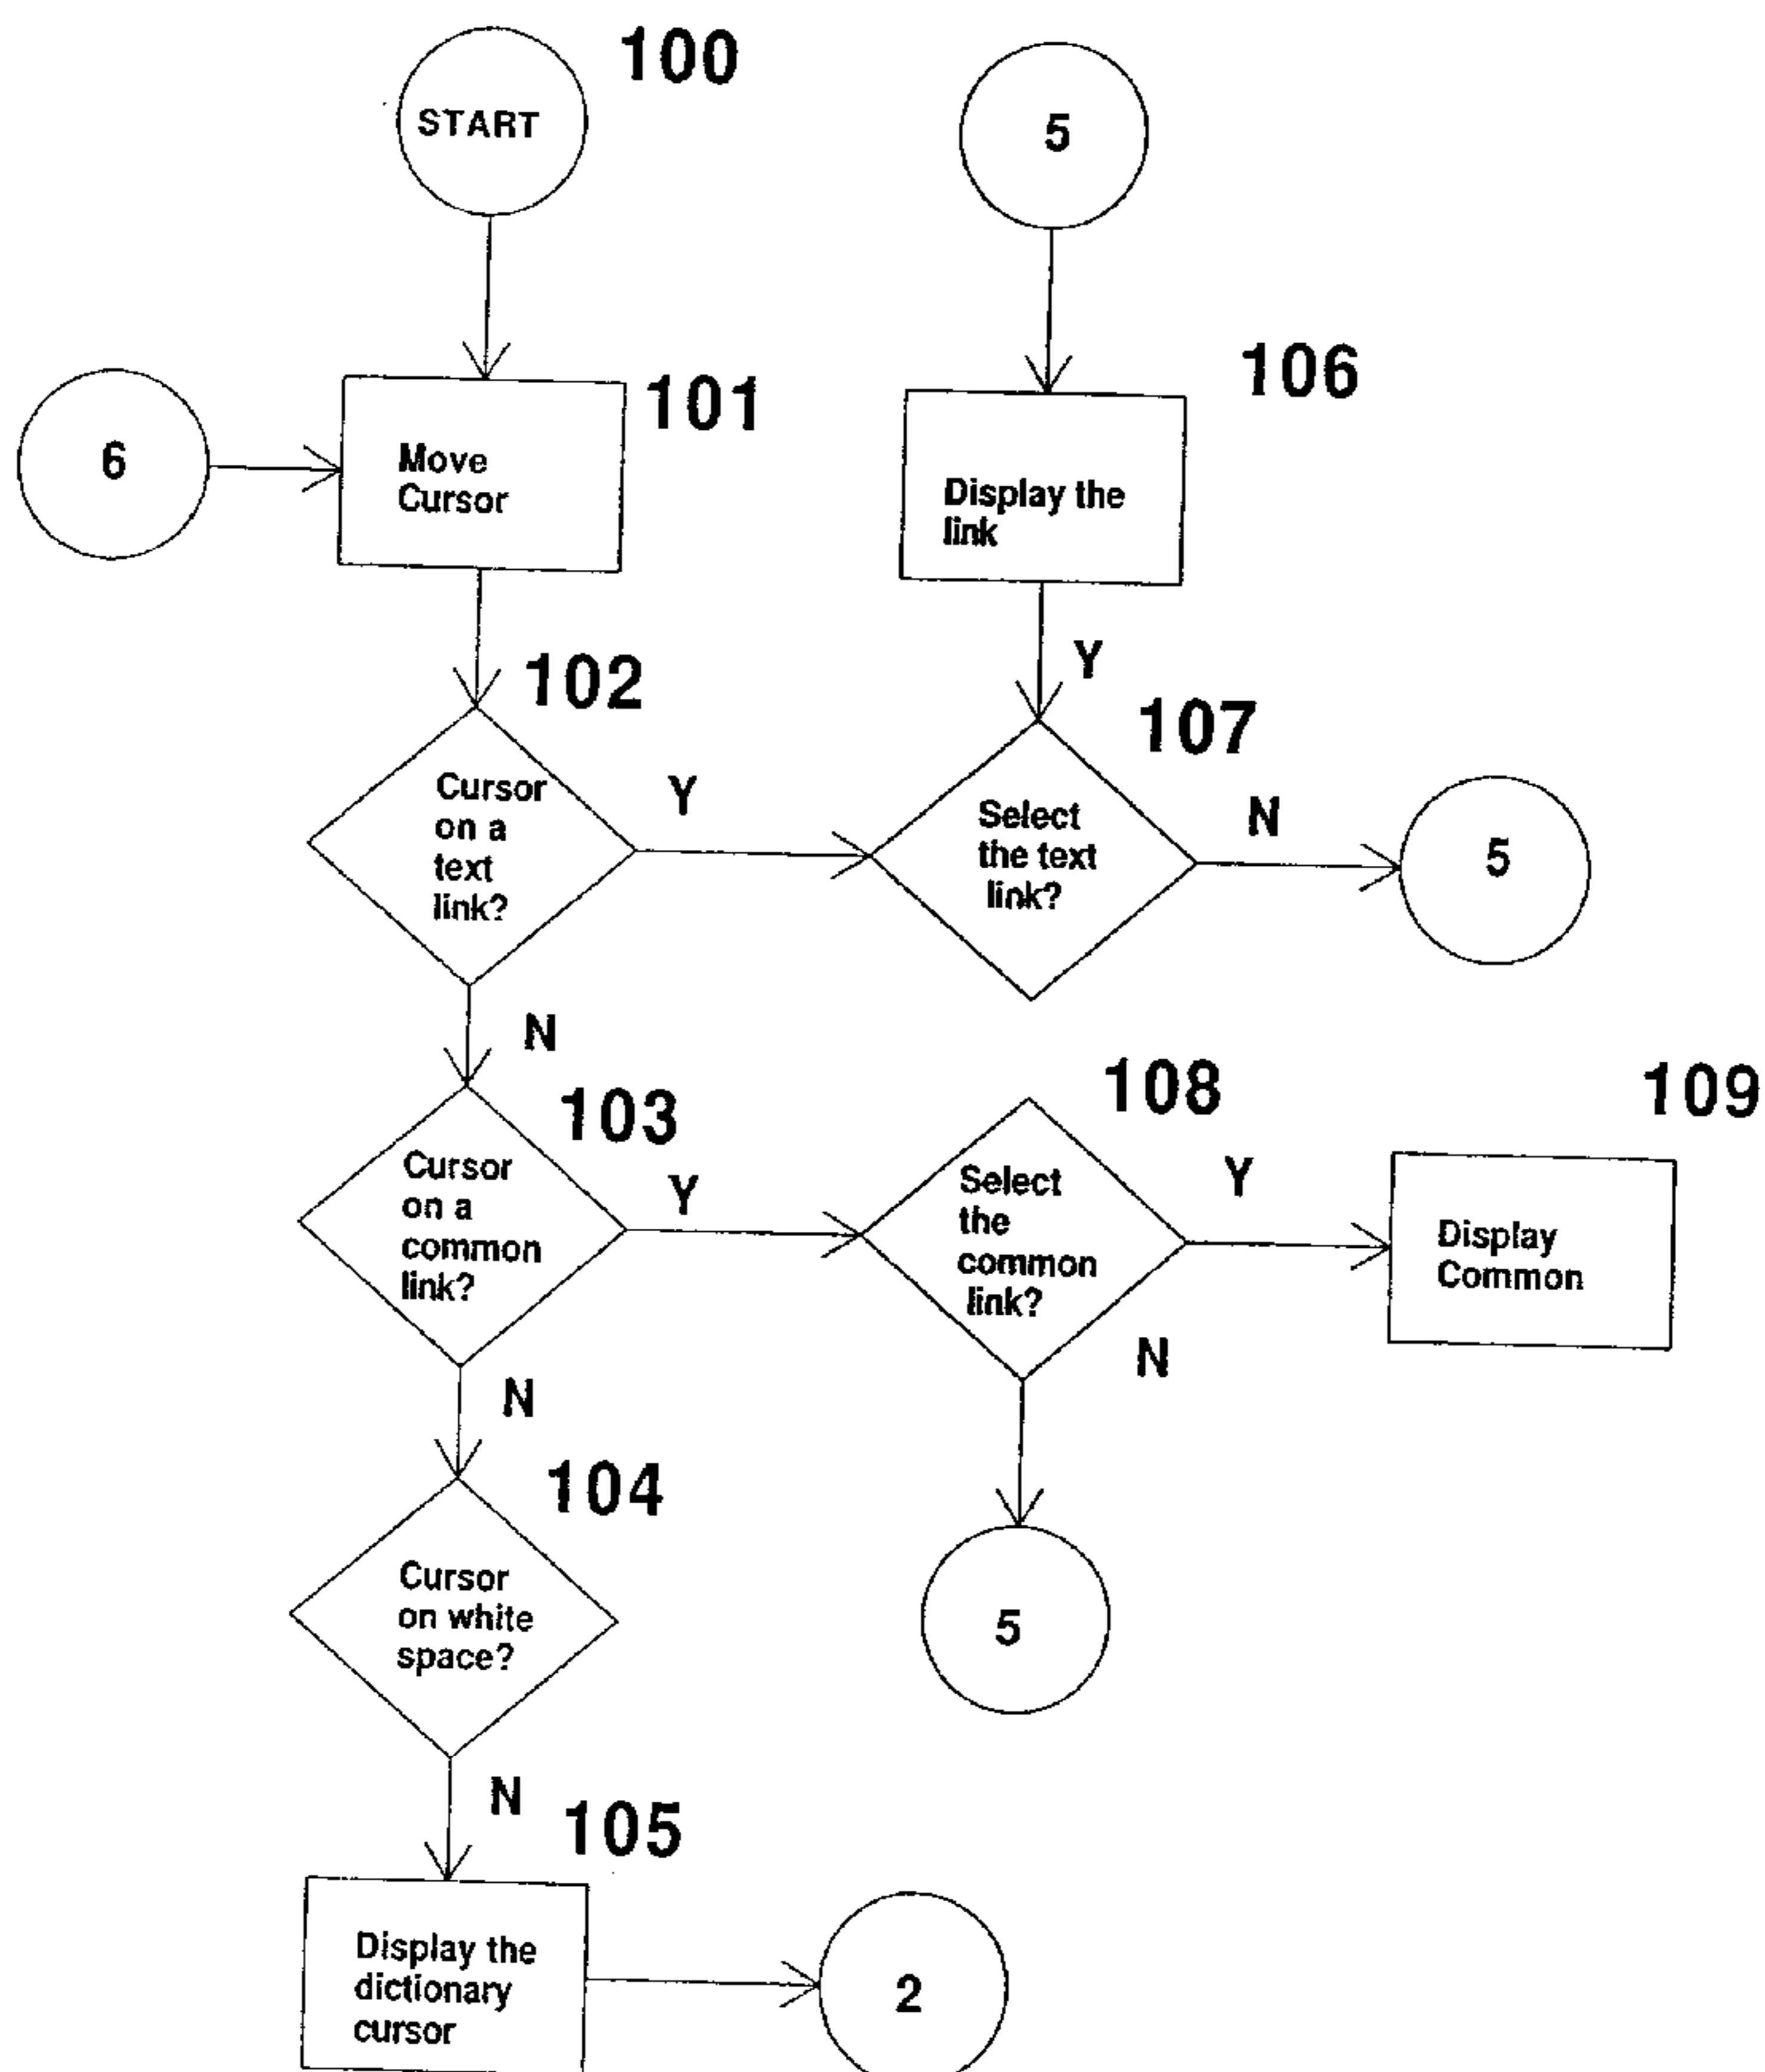 START
100
5
6
Move
Cursor
101
Display the
link
106
Y
102
Cursor
on a
text
link?
Y
107
Select
the text
link?
N
5
N
103
Cursor
on a
common
link?
Y
108
Select
the
common
link?
Y
109
Display
Common
N
N
104
Cursor
on white
space?
5
N
105
Display the
dictionary
cursor
2